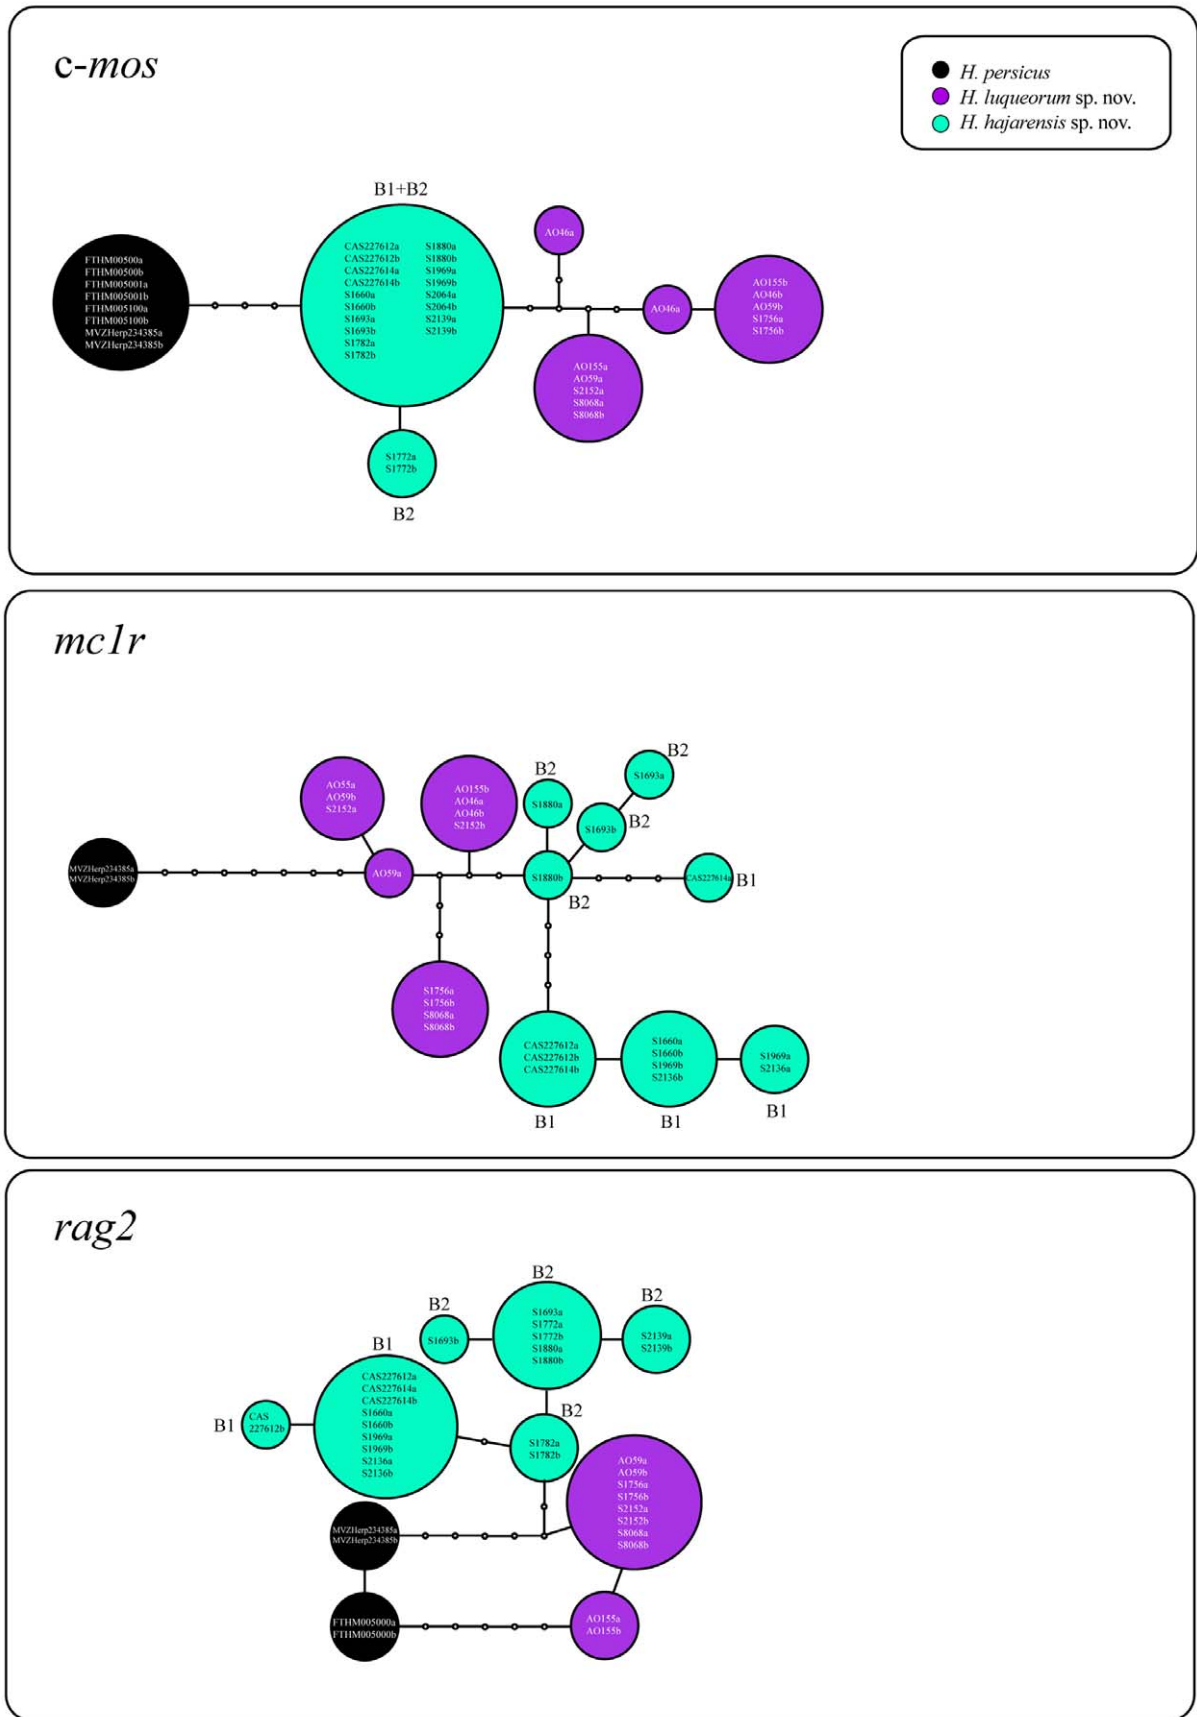 c-mos
H. persicus
H. luqueorum sp. nov.
H. hajarensis sp. nov.
B1+B2
FTHM00500a
FTHM00500b
FTHM005001a
FTHM005001b
FTHM005100a
FTHM005100b
MVZHerp234385a
MVZHerp234385b
CAS227612a
CAS227612b
CAS227614a
CAS227614b
S1660a
S1660b
S1693a
S1693b
S1782a
S1782b
S1880a
S1880b
S1969a
S1969b
S2064a
S2064b
S2139a
S2139b
AO46a
AO46a
AO155b
AO46b
AO59b
S1756a
S1756b
AO155a
AO59a
S2152a
S8068a
S8068b
S1772a
S1772b
B2
mc1r
MVZHerp234385a
MVZHerp234385b
AO55a
AO59b
S2152a
AO59a
AO155b
AO46a
AO46b
S2152b
B2
S1880a
B2
S1693a
S1693b
B2
S1880b
B2
CAS227614a
B1
S1756a
S1756b
S8068a
S8068b
CAS227612a
CAS227612b
CAS227614b
B1
S1660a
S1660b
S1969b
S2136b
B1
S1969a
S2136a
B1
rag2
B2
S1693b
B2
S1693a
S1772a
S1772b
S1880a
S1880b
B2
S2139a
S2139b
B1
CAS
227612b
B1
CAS227612a
CAS227614a
CAS227614b
S1660a
S1660b
S1969a
S1969b
S2136a
S2136b
B2
S1782a
S1782b
AO59a
AO59b
S1756a
S1756b
S2152a
S2152b
S8068a
S8068b
MVZHerp234385a
MVZHerp234385b
FTHM005000a
FTHM005000b
AO155a
AO155b